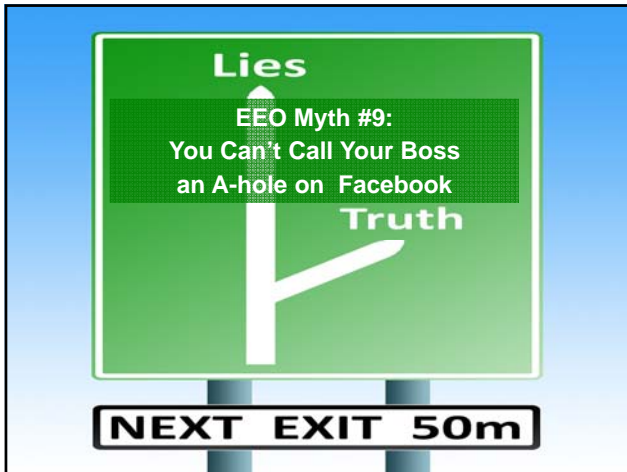 Lies
EEO Myth #9:
You Can't Call Your Boss
an A-hole on Facebook
Truth
NEXT EXIT 50m